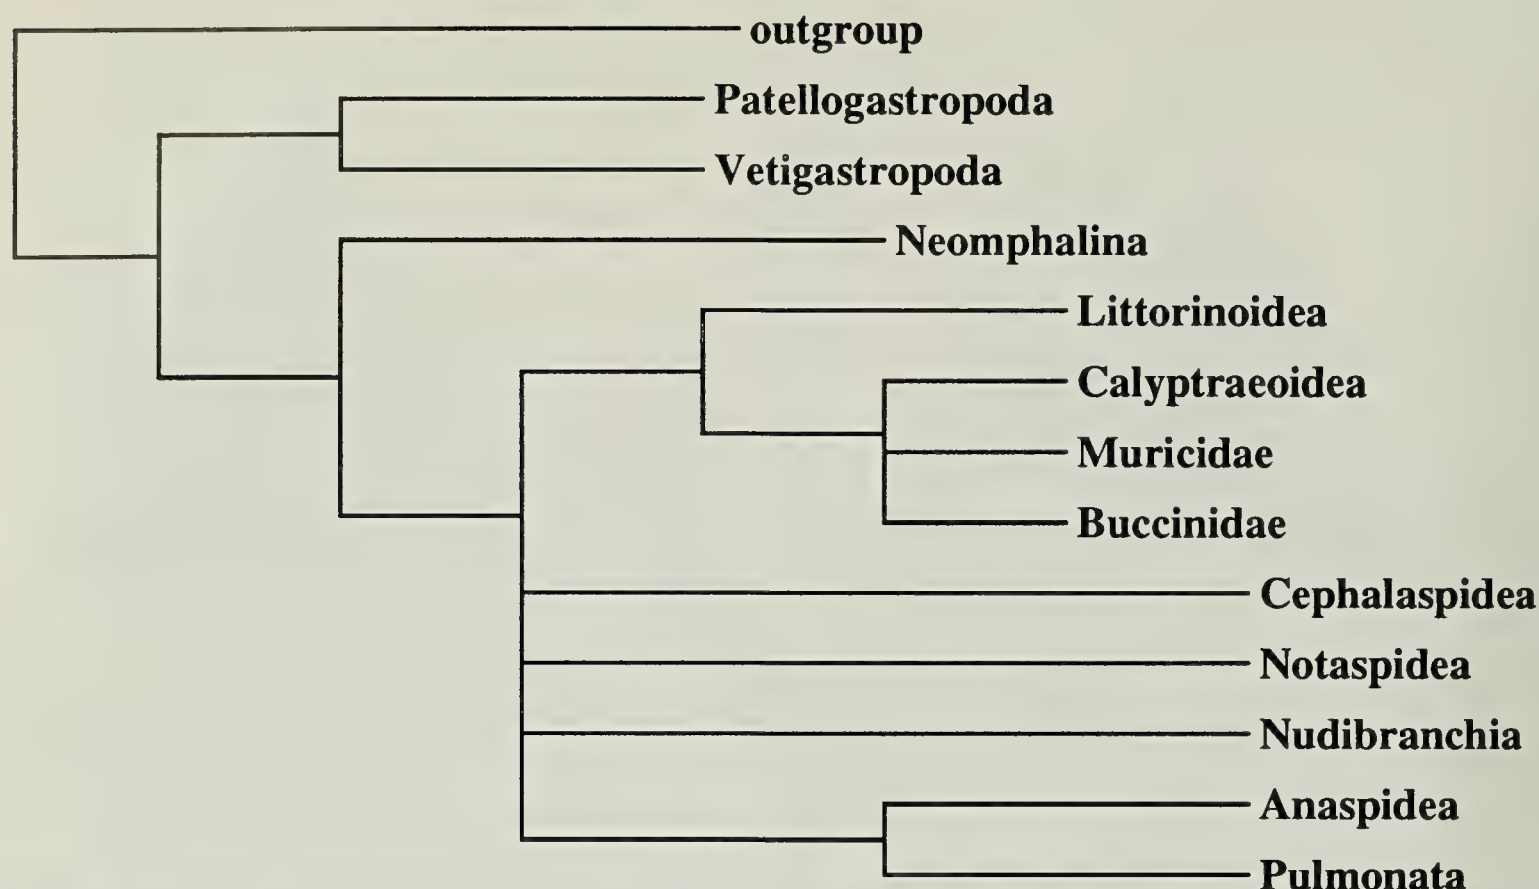 outgroup
Patellogastropoda
Vetigastropoda
Neomphalina
Littorinoidea
Calyptraeoidea
Muricidae
Buccinidae
Cephalaspidea
Notaspidea
Nudibranchia
Anaspidea
Pulmonata